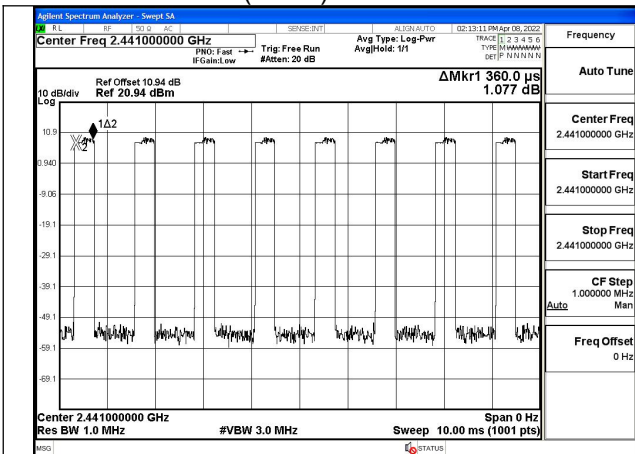 Agilent Spectrum Analyzer - Swept SA
RL RF 50 Ω AC SENSE:INT ALIGN AUTO 02:13:11 PM Apr 08, 2022
Center Freq 2.441000000 GHz
PNO: Fast
IFGain:Low
Trig: Free Run
#Atten: 20 dB
Avg Type: Log-Pwr
Avg|Hold: 1/1
TRACE 1 2 3 4 5 6
TYPE M WWWWW
DET P N N N N N
Ref Offset 10.94 dB
Ref 20.94 dBm
10 dB/div
Log
ΔMkr1 360.0 µs
1.077 dB
1Δ2
2
10.9
0.940
-9.06
-19.1
-29.1
-39.1
-49.1
-59.1
-69.1
Center 2.441000000 GHz
Span 0 Hz
Res BW 1.0 MHz
#VBW 3.0 MHz
Sweep 10.00 ms (1001 pts)
MSG
STATUS
Frequency
Auto Tune
Center Freq
2.441000000 GHz
Start Freq
2.441000000 GHz
Stop Freq
2.441000000 GHz
CF Step
1.000000 MHz
Auto Man
Freq Offset
0 Hz